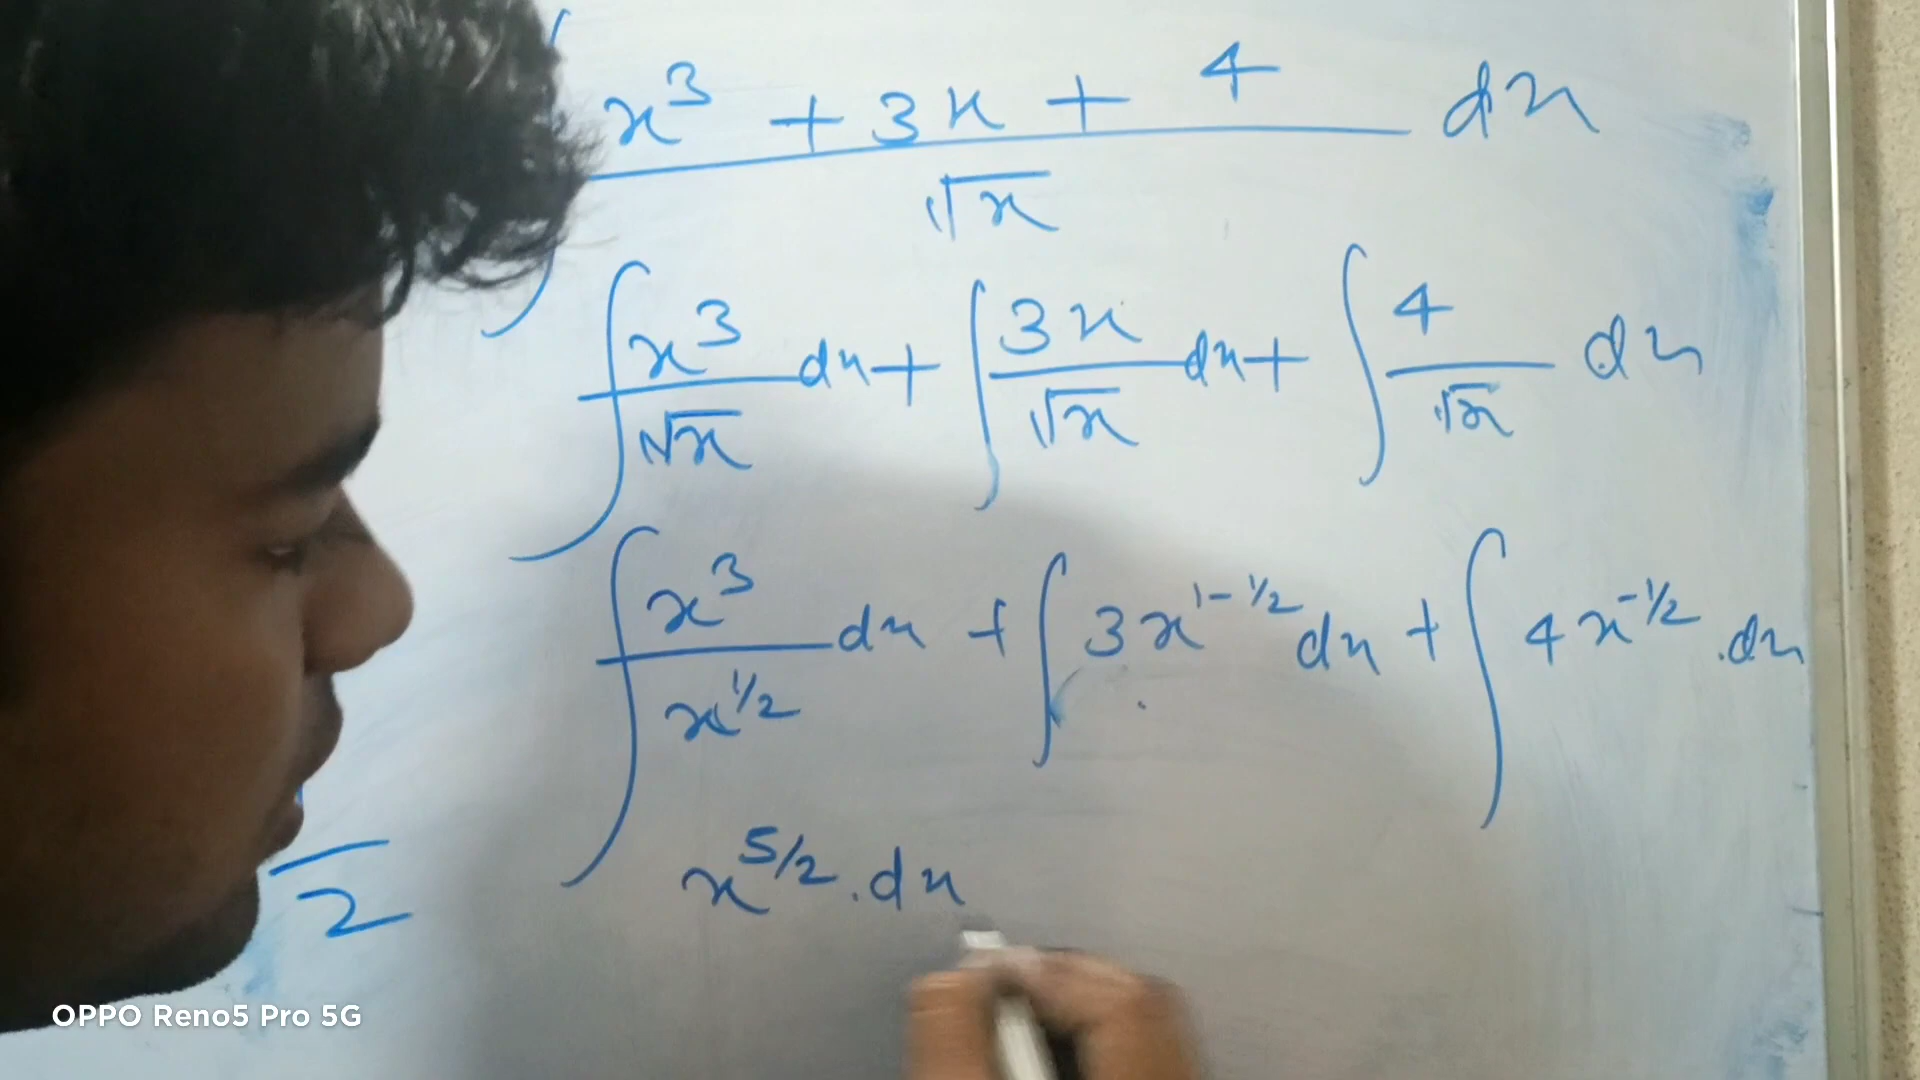 ∫ x³ + 3x + 4 / √x dx
∫ x³/√x dx + ∫ 3x/√x dx + ∫ 4/√x dx
∫ x³/x^1/2 dx + ∫ 3x^1-1/2 dx + ∫ 4x^-1/2 .dx
x^5/2 .dx
2
OPPO Reno5 Pro 5G